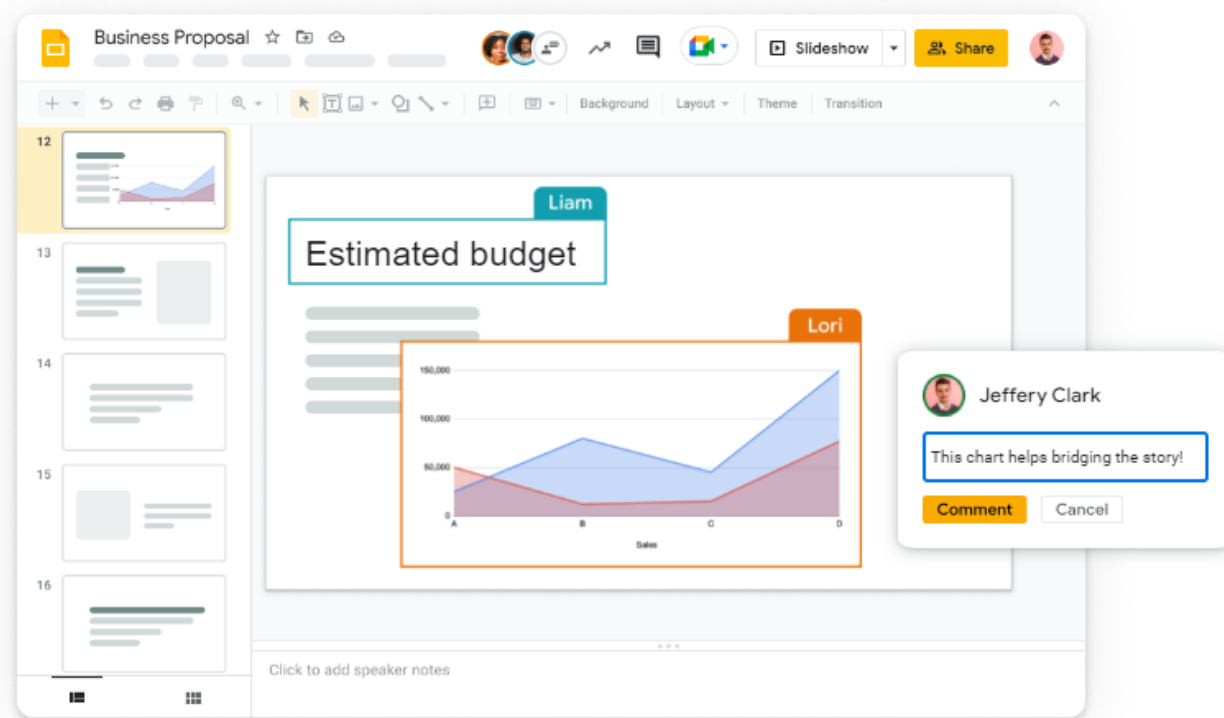 Business Proposal
Slideshow
Share
Background
Layout
Theme
Transition
12
13
14
15
16
Liam
Estimated budget
Lori
150,000
100,000
50,000
0
A
B
C
D
Sales
Jeffery Clark
This chart helps bridging the story!
Comment
Cancel
Click to add speaker notes